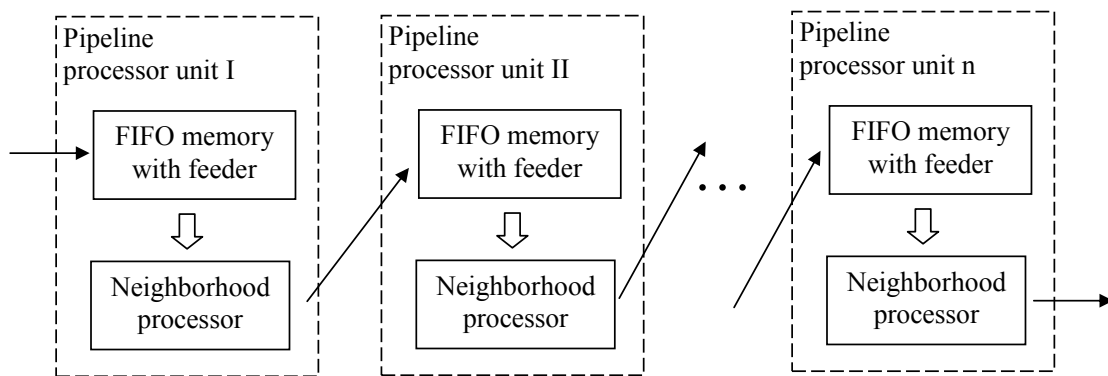 Pipeline
processor unit I
FIFO memory
with feeder
Neighborhood
processor
Pipeline
processor unit II
FIFO memory
with feeder
Neighborhood
processor
...
Pipeline
processor unit n
FIFO memory
with feeder
Neighborhood
processor